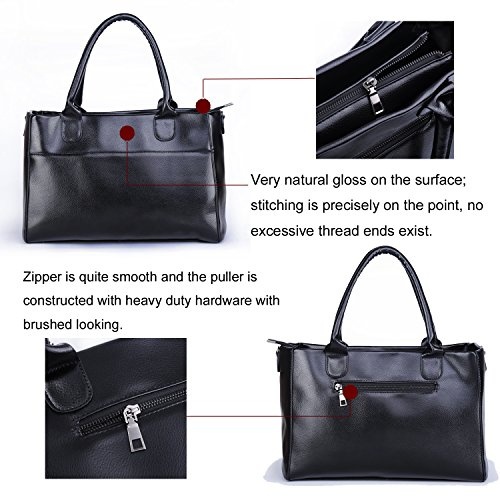 Very natural gloss on the surface;
stitching is precisely on the point, no
excessive thread ends exist.
Zipper is quite smooth and the puller is
constructed with heavy duty hardware with
brushed looking.